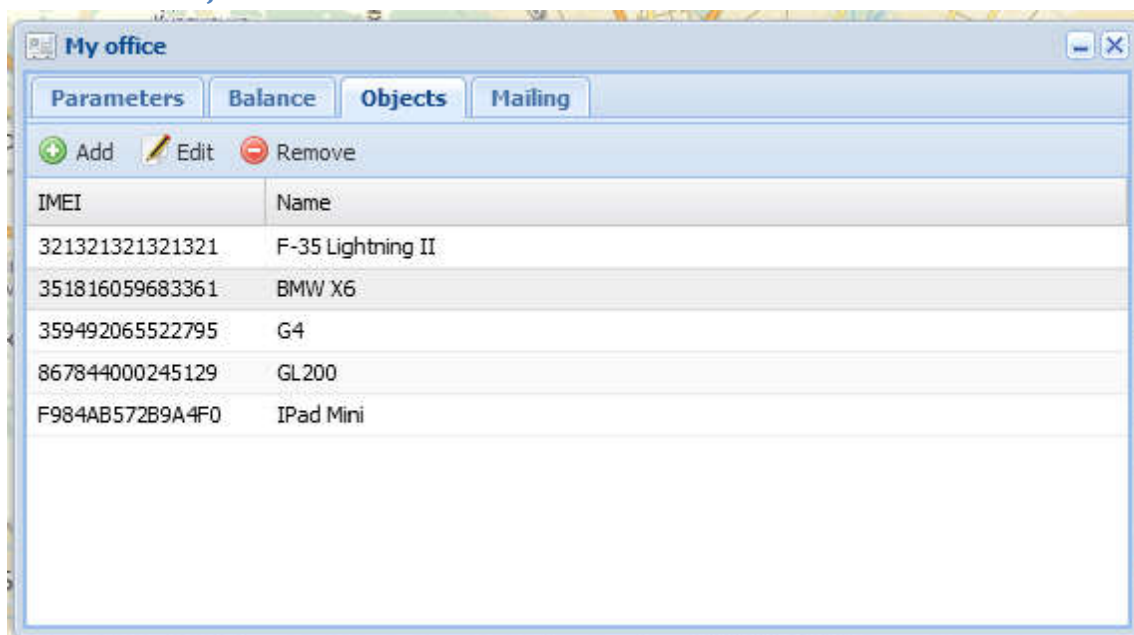 My office
Parameters Balance Objects Mailing
Add Edit Remove
IMEI Name
321321321321321 F-35 Lightning II
351816059683361 BMW X6
359492065522795 G4
867844000245129 GL200
F984AB572B9A4F0 IPad Mini